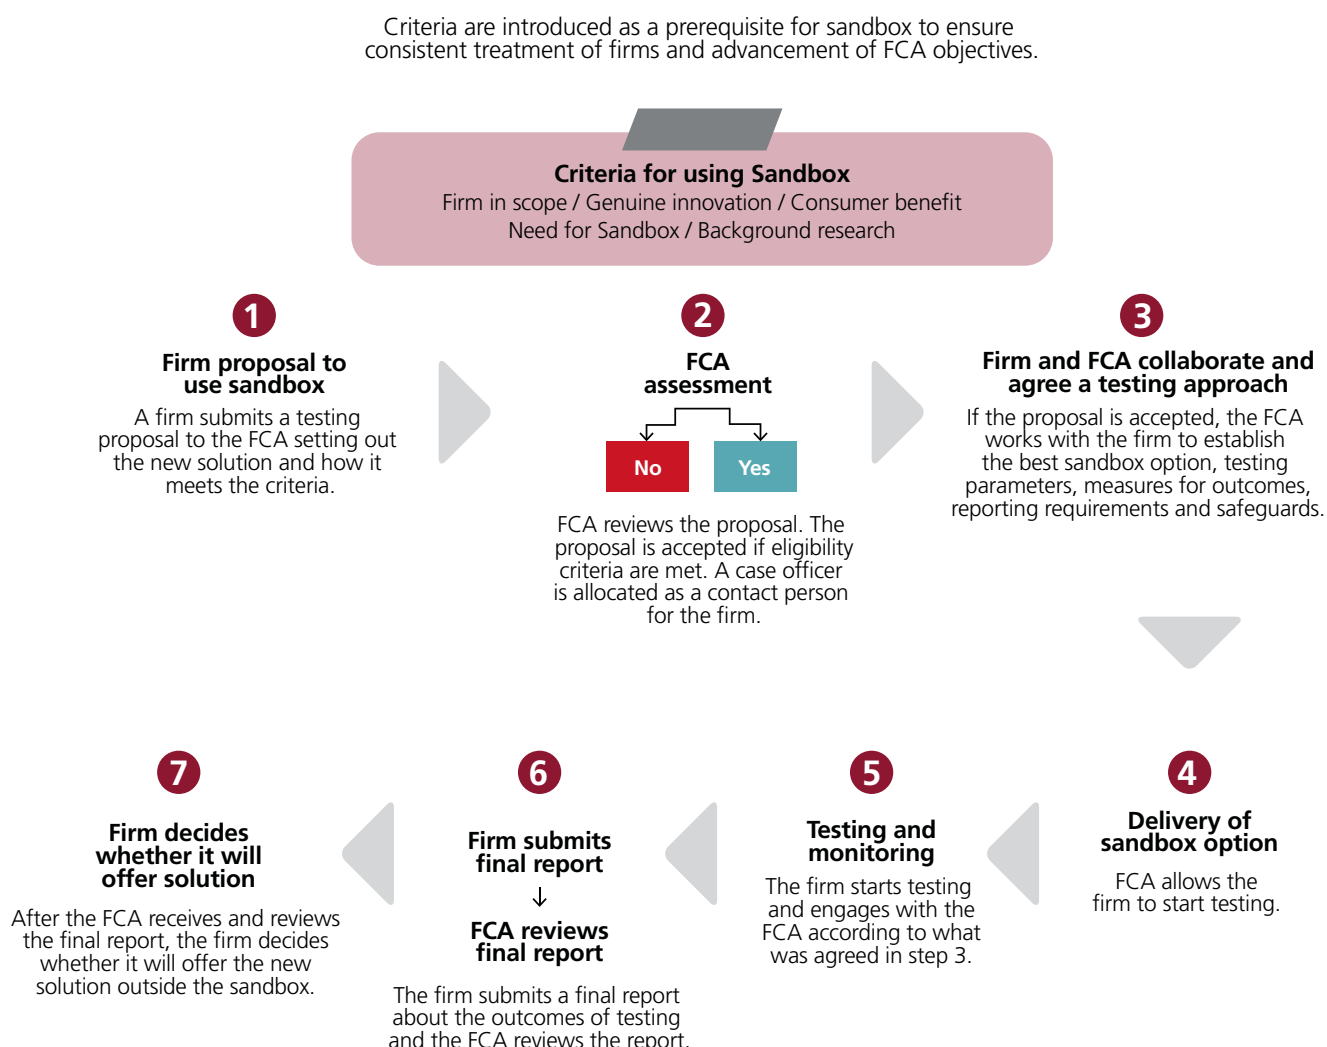 Criteria are introduced as a prerequisite for sandbox to ensure
consistent treatment of firms and advancement of FCA objectives.
Criteria for using Sandbox
Firm in scope / Genuine innovation / Consumer benefit
Need for Sandbox / Background research
1
Firm proposal to
use sandbox
A firm submits a testing
proposal to the FCA setting out
the new solution and how it
meets the criteria.
2
FCA
assessment
No
Yes
FCA reviews the proposal. The
proposal is accepted if eligibility
criteria are met. A case officer
is allocated as a contact person
for the firm.
3
Firm and FCA collaborate and
agree a testing approach
If the proposal is accepted, the FCA
works with the firm to establish
the best sandbox option, testing
parameters, measures for outcomes,
reporting requirements and safeguards.
4
Delivery of
sandbox option
FCA allows the
firm to start testing.
5
Testing and
monitoring
The firm starts testing
and engages with the
FCA according to what
was agreed in step 3.
6
Firm submits
final report
FCA reviews
final report
The firm submits a final report
about the outcomes of testing
and the FCA reviews the report.
7
Firm decides
whether it will
offer solution
After the FCA receives and reviews
the final report, the firm decides
whether it will offer the new
solution outside the sandbox.